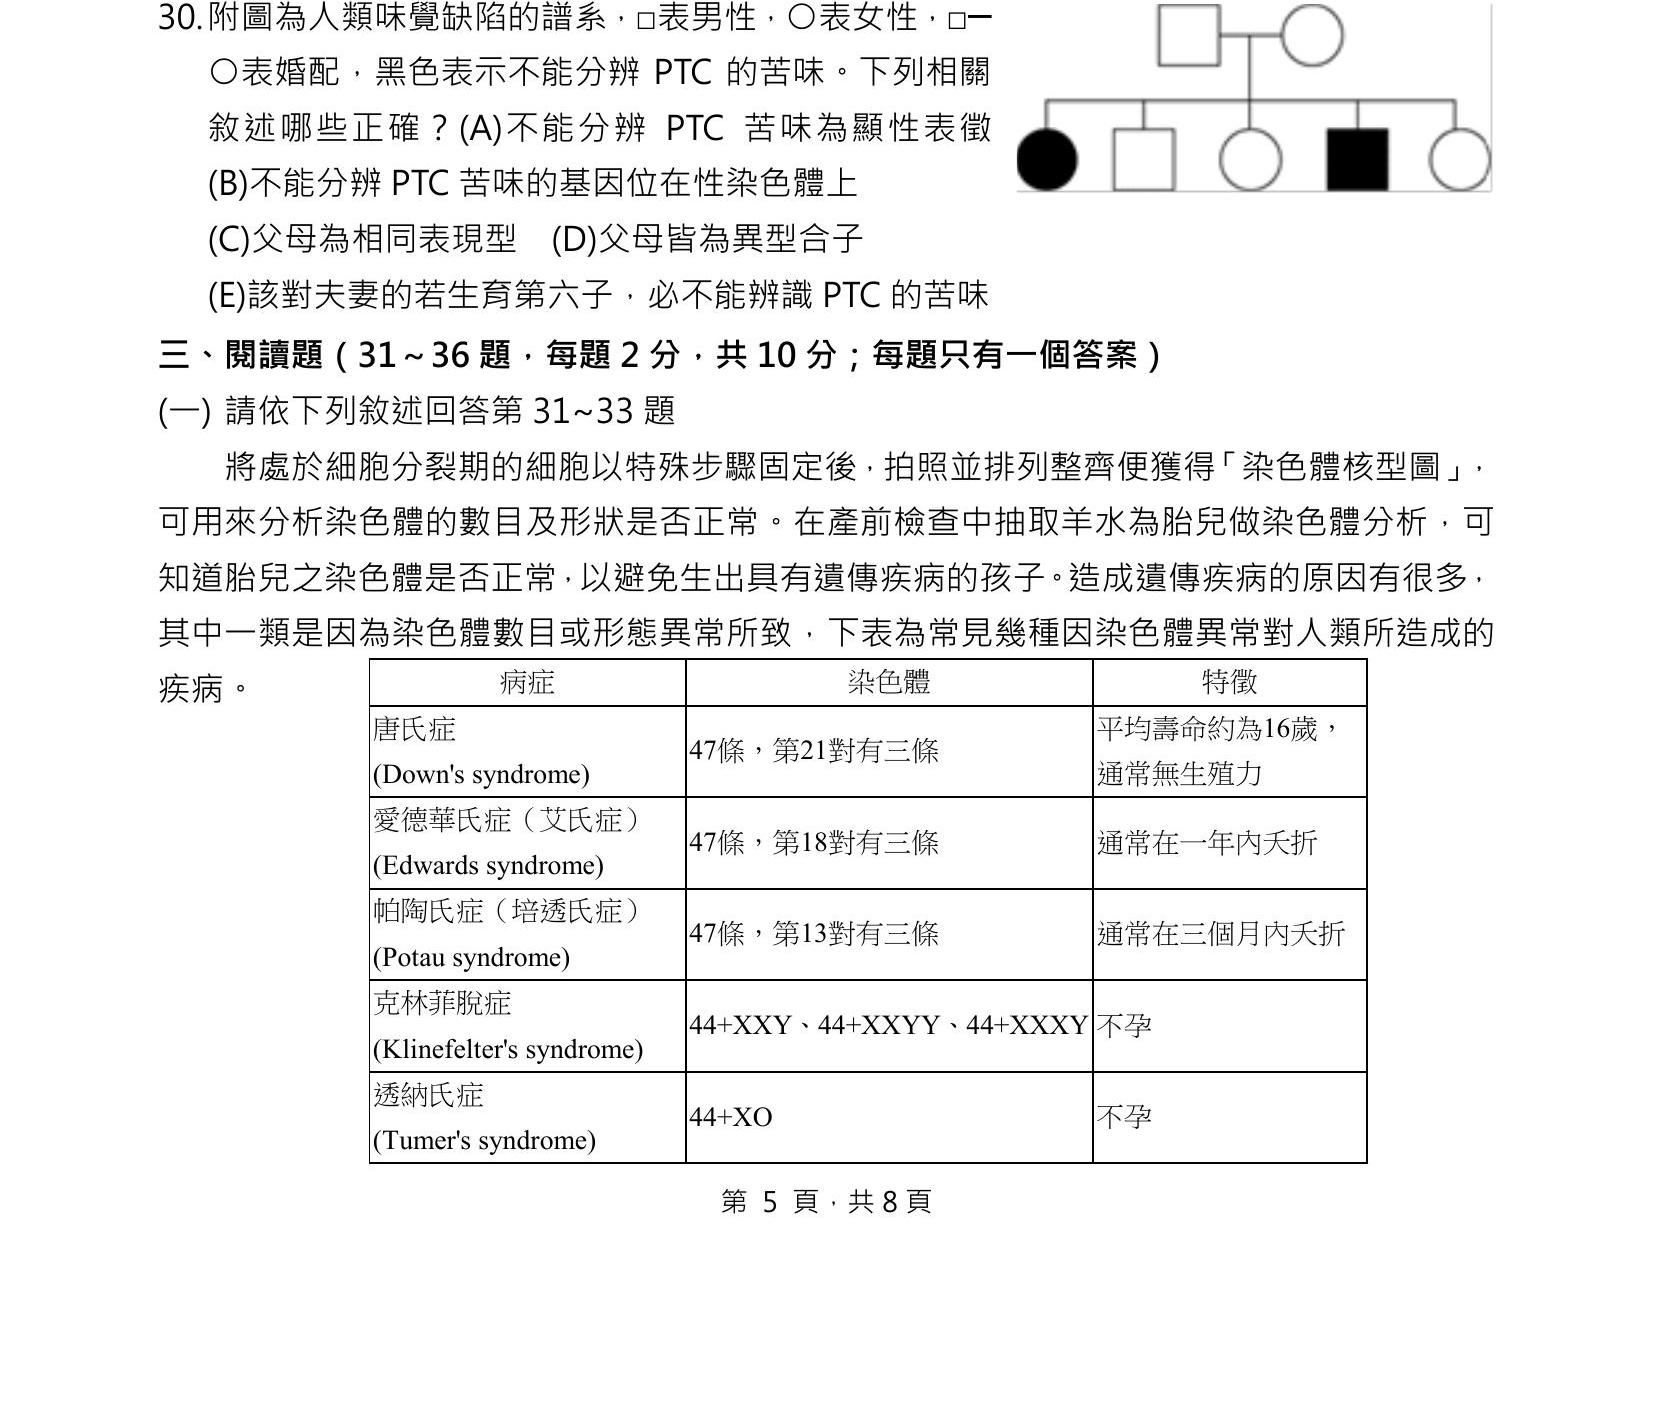 30.附圖為人類味覺缺陷的譜系，□表男性，○表女性，□─
○表婚配，黑色表示不能分辨 PTC 的苦味。下列相關
敘述哪些正確？(A)不能分辨 PTC 苦味為顯性表徵
(B)不能分辨 PTC 苦味的基因位在性染色體上
(C)父母為相同表現型 (D)父母皆為異型合子
(E)該對夫妻的若生育第六子，必不能辨識 PTC 的苦味
三、閱讀題（31～36 題，每題 2 分，共 10 分；每題只有一個答案）
(一) 請依下列敘述回答第 31~33 題
將處於細胞分裂期的細胞以特殊步驟固定後，拍照並排列整齊便獲得「染色體核型圖」，
可用來分析染色體的數目及形狀是否正常。在產前檢查中抽取羊水為胎兒做染色體分析，可
知道胎兒之染色體是否正常，以避免生出具有遺傳疾病的孩子。造成遺傳疾病的原因有很多，
其中一類是因為染色體數目或形態異常所致，下表為常見幾種因染色體異常對人類所造成的
疾病。
病症 染色體 特徵
唐氏症
(Down's syndrome)
47條，第21對有三條
平均壽命約為16歲，
通常無生殖力
愛德華氏症（艾氏症）
(Edwards syndrome)
47條，第18對有三條
通常在一年內夭折
帕陶氏症（培透氏症）
(Potau syndrome)
47條，第13對有三條
通常在三個月內夭折
克林菲脫症
(Klinefelter's syndrome)
44+XXY、44+XXYY、44+XXXY
不孕
透納氏症
(Tumer's syndrome)
44+XO
不孕
第 5 頁，共 8 頁